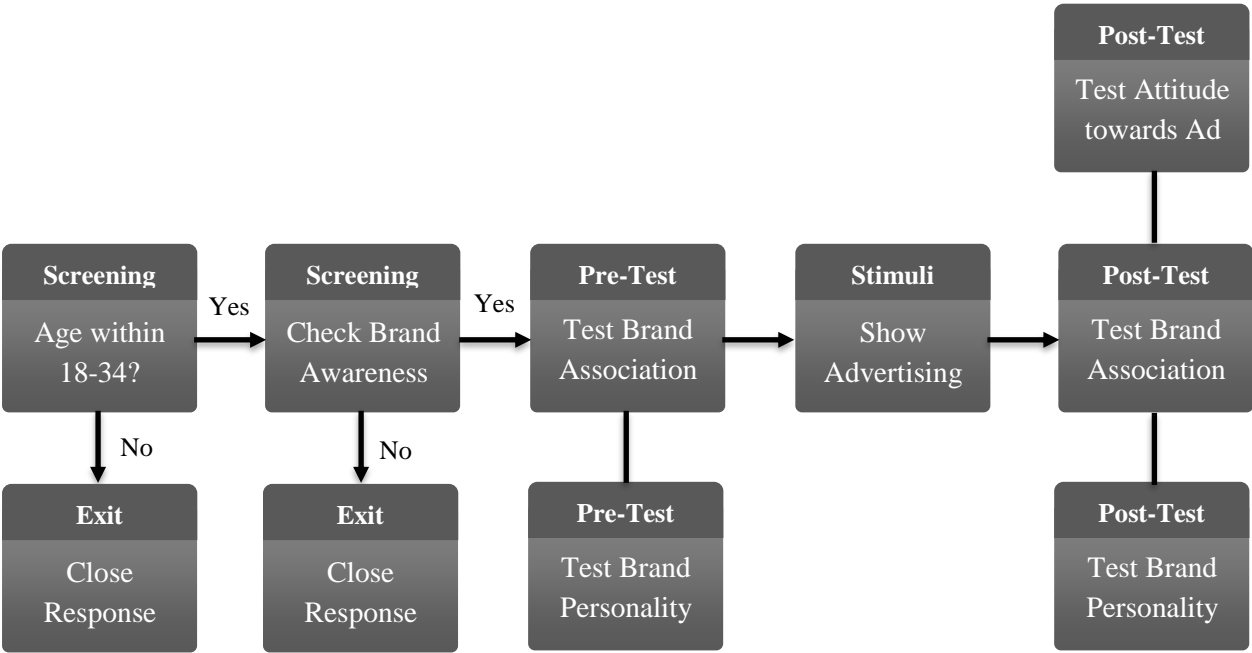 Post-Test
Test Attitude
towards Ad
Screening
Age within
18-34?
Yes
Screening
Check Brand
Awareness
Yes
Pre-Test
Test Brand
Association
Stimuli
Show
Advertising
Post-Test
Test Brand
Association
No
No
Exit
Close
Response
Exit
Close
Response
Pre-Test
Test Brand
Personality
Post-Test
Test Brand
Personality